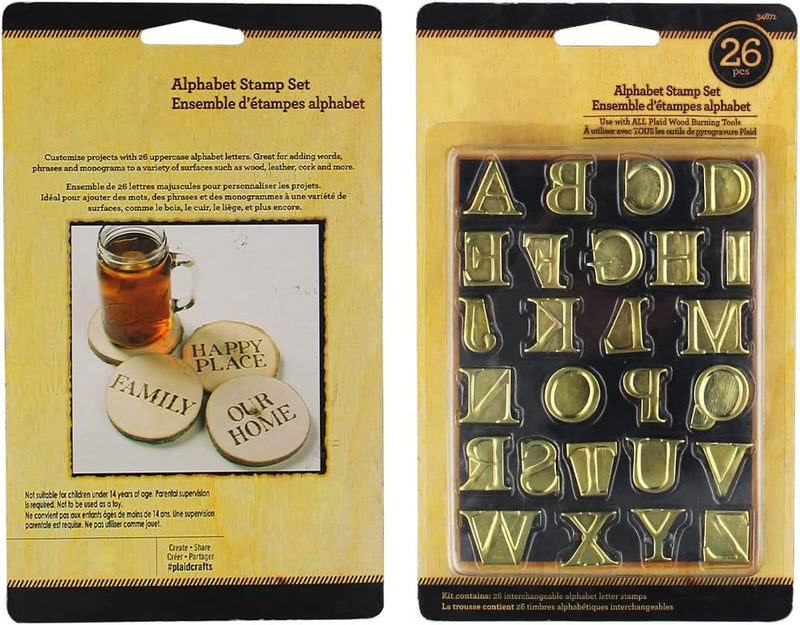 Alphabet Stamp Set
Ensemble d'étampes alphabet
Customize projects with 26 uppercase alphabet letters. Great for adding words,
phrases and monograms to a variety of surfaces such as wood, leather, cork and more.
Ensemble de 26 lettres majuscules pour personnaliser les projets.
Idéal pour ajouter des mots, des phrases et des monogrammes à une variété de
surfaces, comme le bois, le cuir, le liège, et plus encore.
HAPPY
PLACE
FAMILY
OUR
HOME
Not suitable for children under 14 years of age. Parental supervision
is required. Not to be used as a toy.
Ne convient pas aux enfants âgés de moins de 14 ans. Une supervision
parentale est requise. Ne pas utiliser comme jouet.
Create • Share
Créer • Partager
#plaidcrafts
34671
26
pcs
Alphabet Stamp Set
Ensemble d'étampes alphabet
Use with ALL Plaid Wood Burning Tools
À utiliser avec TOUS les outils de pyrogravure Plaid
A B C D
E F G H I
J K L M
N O P Q
R S T U V
W X Y Z
Kit contains: 26 interchangeable alphabet letter stamps
La trousse contient 26 timbres alphabétiques interchangeables